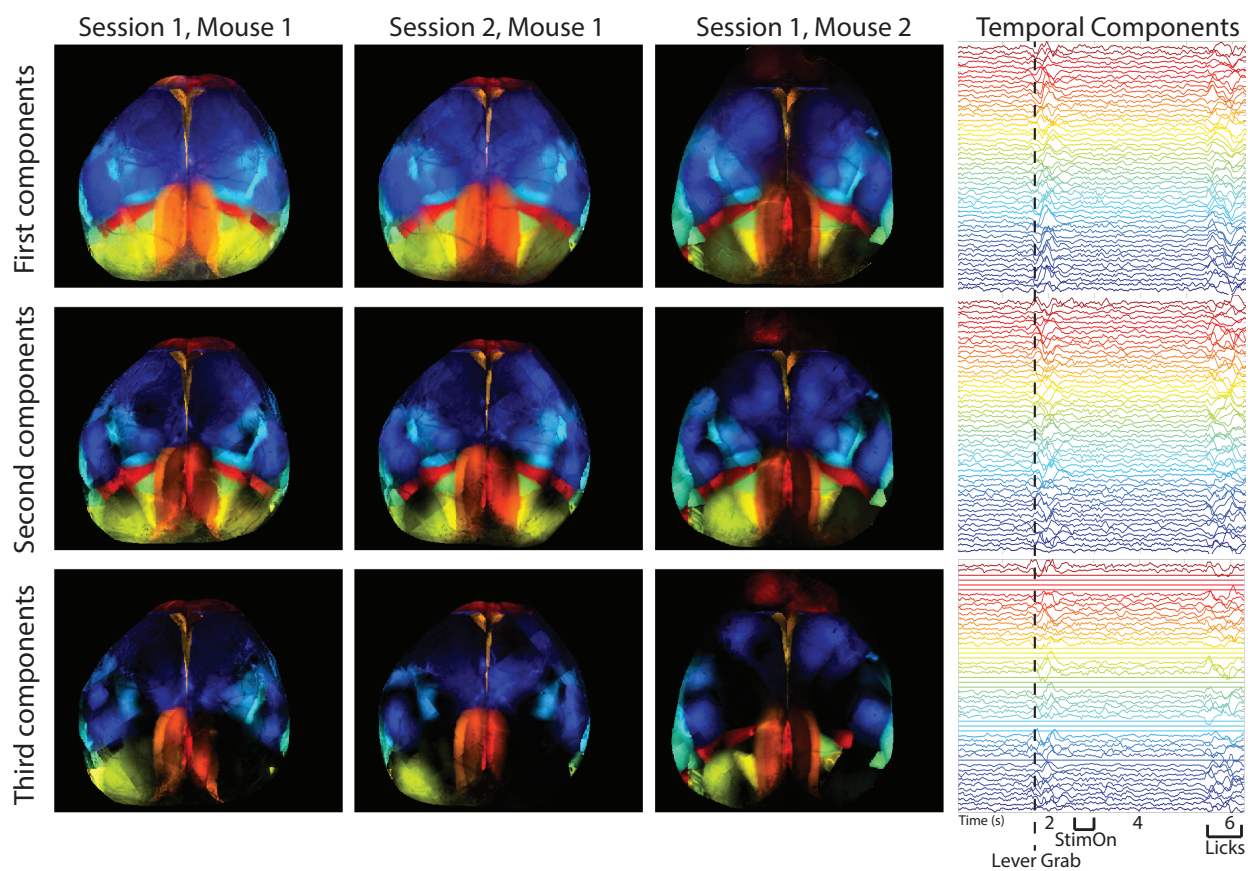 Session 1, Mouse 1
Session 2, Mouse 1
Session 1, Mouse 2
Temporal Components
First components
Second components
Third components
Time (s)
2
4
6
StimOn
Licks
Lever Grab